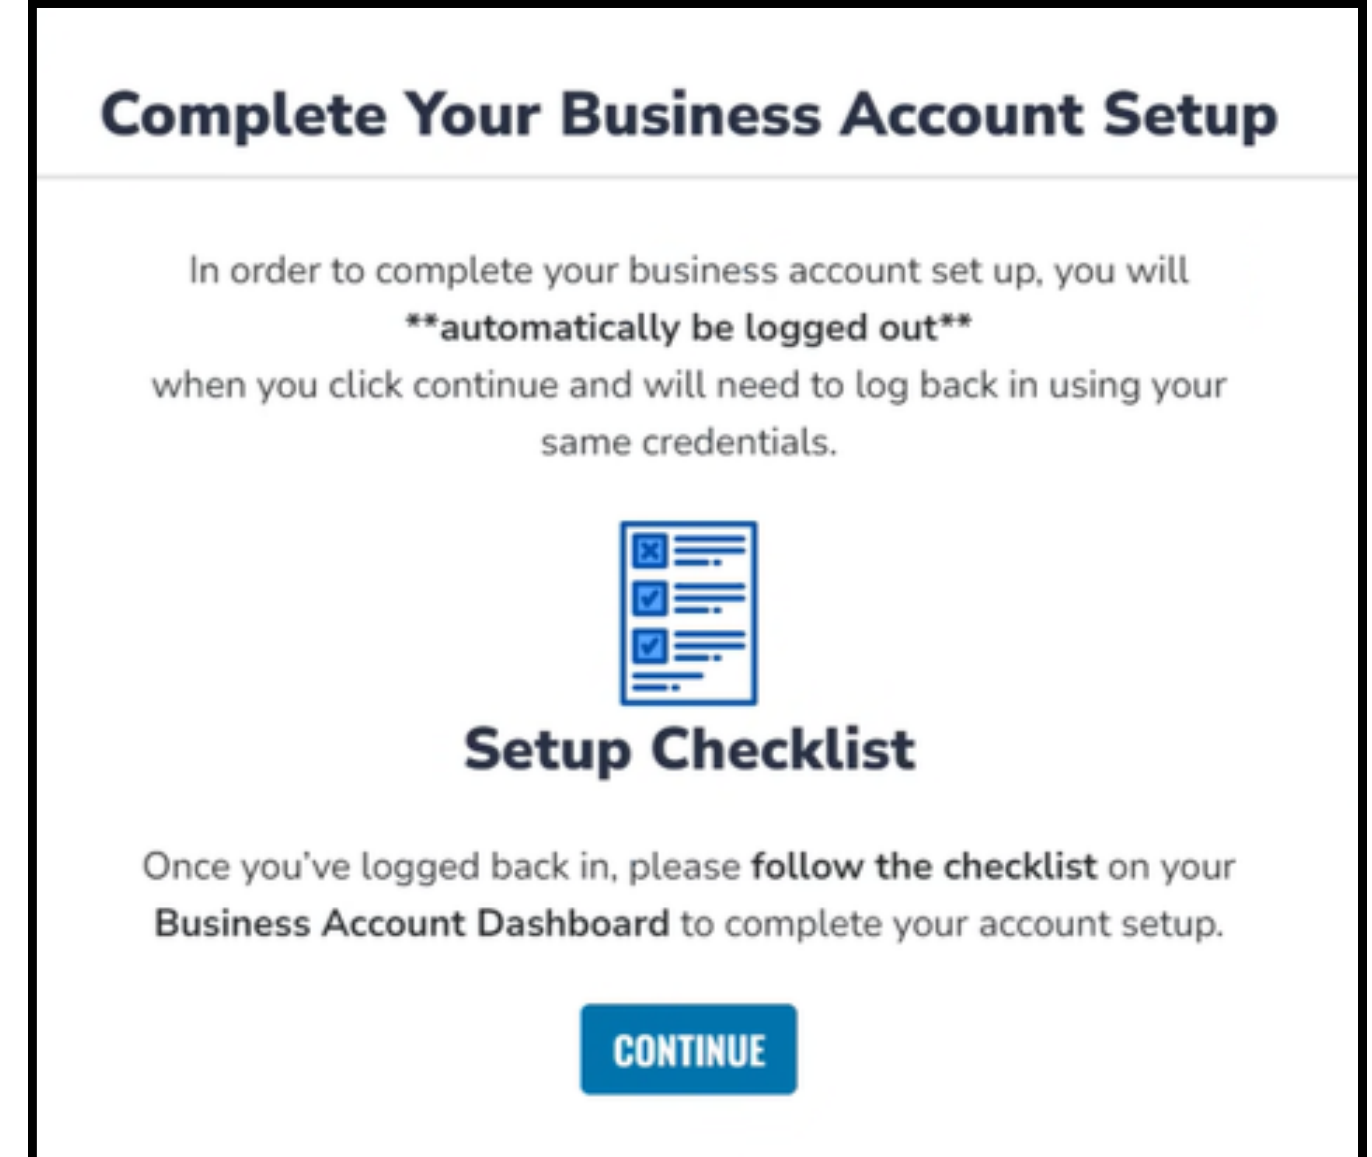 Complete Your Business Account Setup
In order to complete your business account set up, you will
**automatically be logged out**
when you click continue and will need to log back in using your
same credentials.
Setup Checklist
Once you've logged back in, please follow the checklist on your
Business Account Dashboard to complete your account setup.
CONTINUE